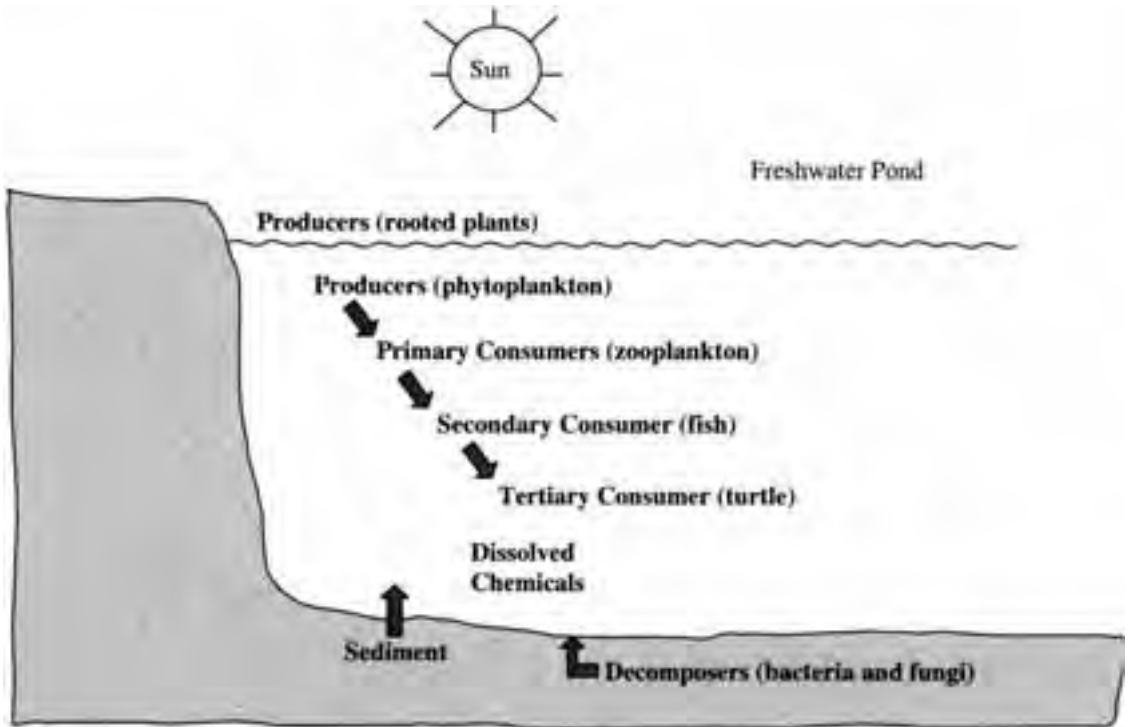 Sun
Freshwater Pond
Producers (rooted plants)
Producers (phytoplankton)
Primary Consumers (zooplankton)
Secondary Consumer (fish)
Tertiary Consumer (turtle)
Dissolved
Chemicals
Sediment
Decomposers (bacteria and fungi)